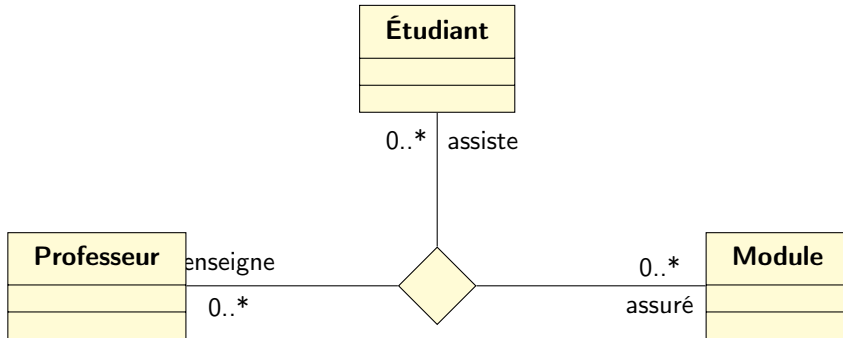 Étudiant
0..* assiste
Professeur
enseigne
0..*
0..*
assuré
Module